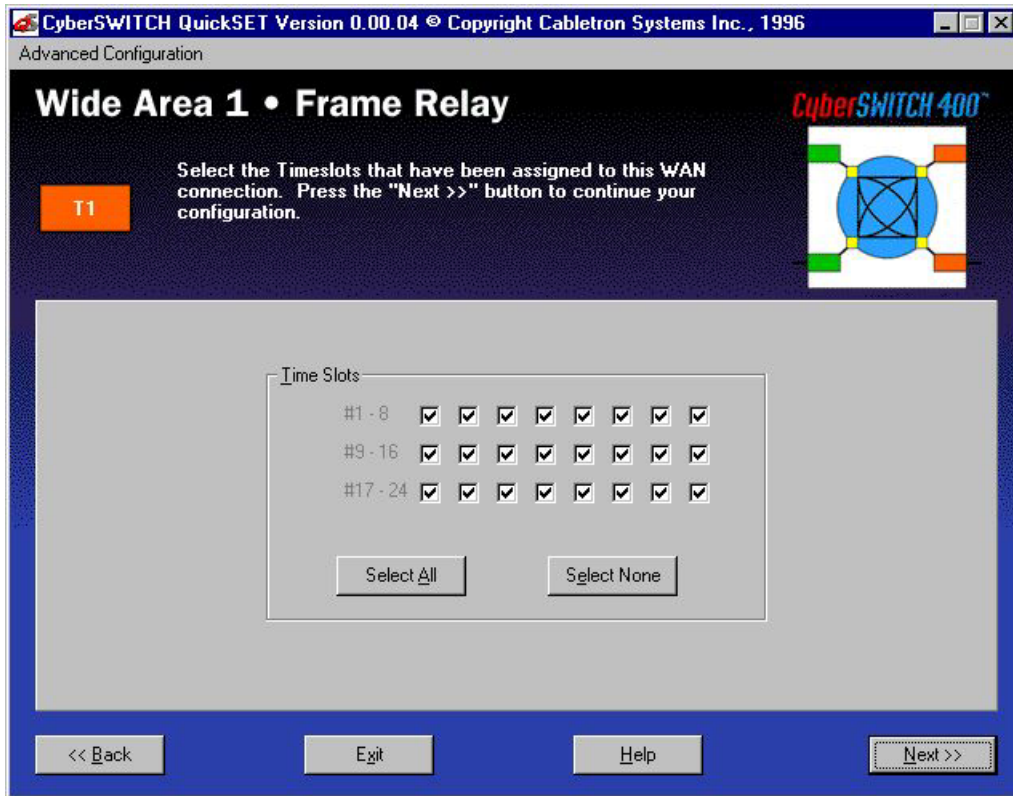 CyberSWITCH QuickSET Version 0.00.04 © Copyright Cabletron Systems Inc., 1996
Advanced Configuration
Wide Area 1 • Frame Relay
CyberSWITCH 400™
T1
Select the Timeslots that have been assigned to this WAN
connection. Press the "Next >>" button to continue your
configuration.
Time Slots
#1 - 8
#9 - 16
#17 - 24
Select All
Select None
<< Back
Exit
Help
Next >>